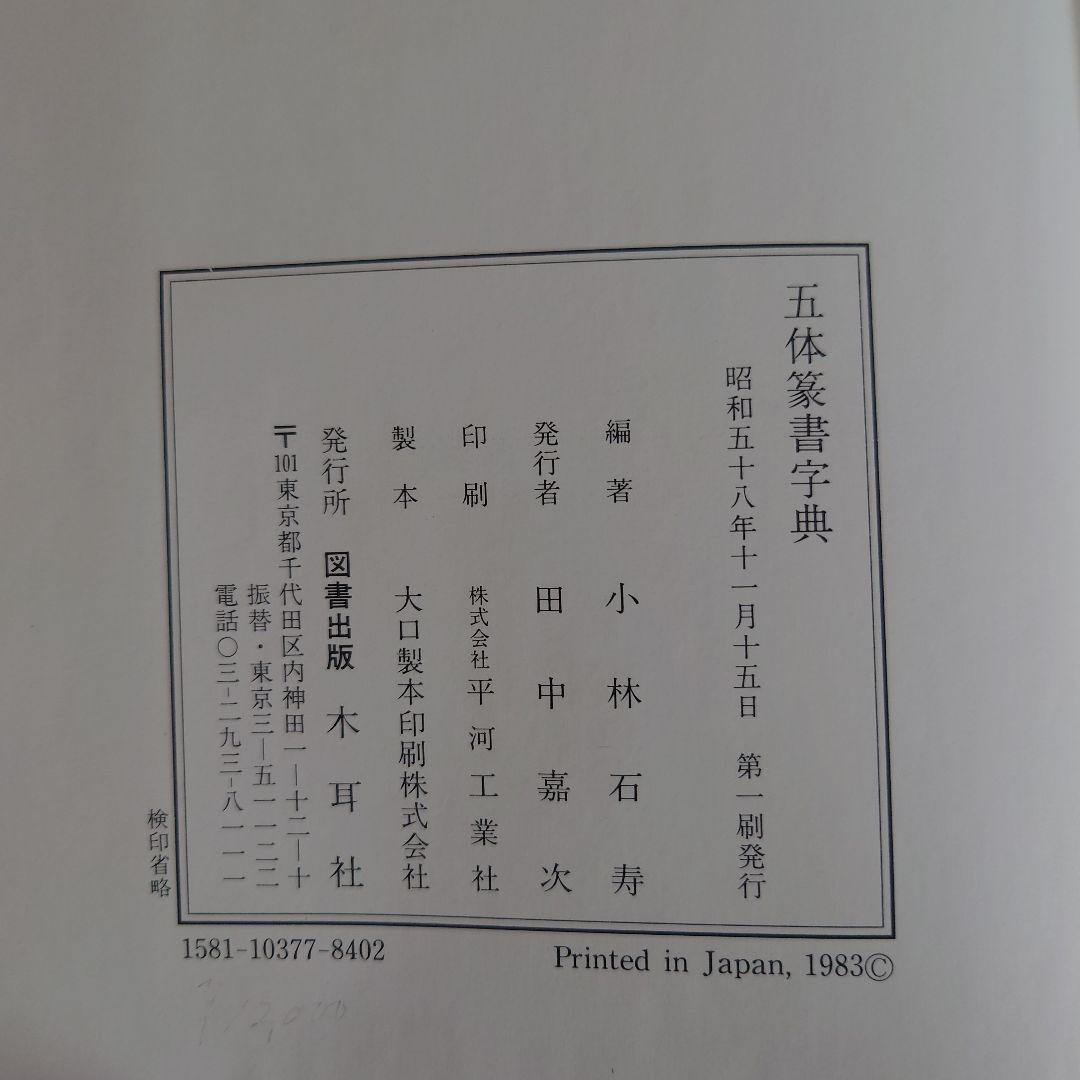 五体篆書字典
昭和五十八年十一月十五日 第一刷発行
編著 小林石寿
発行者 田中嘉次
印刷 株式会社平河工業社
製本 大口製本印刷株式会社
発行所 図書出版 木耳社
〒101東京都千代田区内神田一―十二―十
振替・東京三―五一一二二
電話〇三―二九三―八一一一
検印省略
1581-10377-8402
Printed in Japan, 1983©